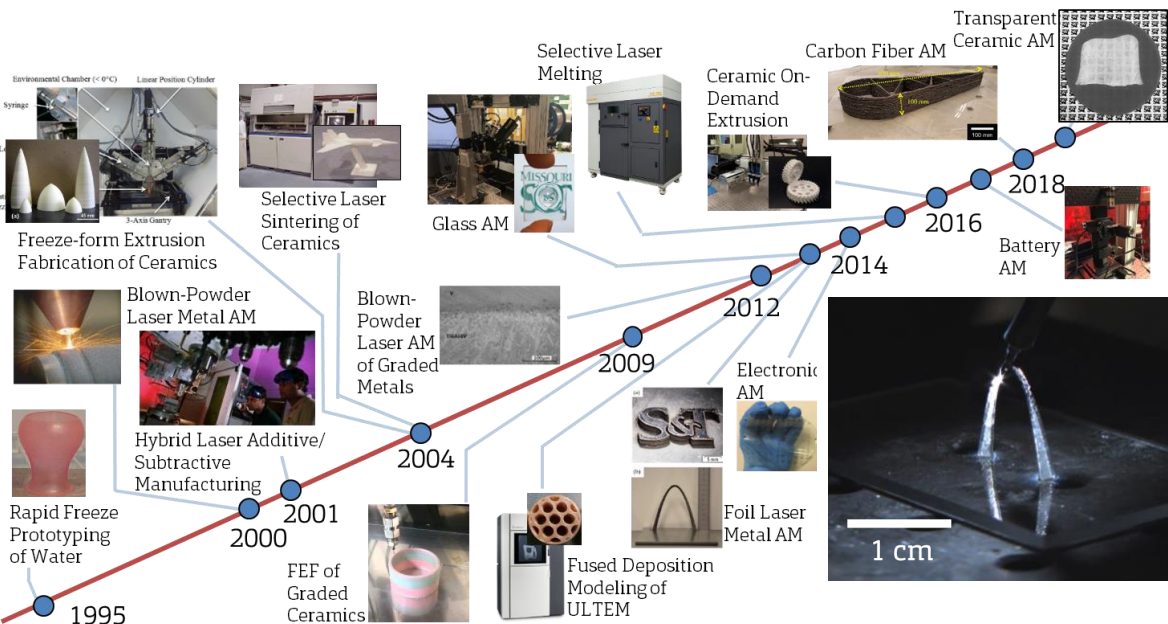 Transparent
Ceramic AM
Selective Laser
Melting
Carbon Fiber AM
Ceramic On-
Demand
Extrusion
Environmental Chamber (< 0°C)
Linear Position Cylinder
Syringe
3-Axis Gantry
100 mm
100 mm
MISSOURI
S&T
Selective Laser
Sintering of
Ceramics
Glass AM
Freeze-form Extrusion
Fabrication of Ceramics
2018
2016
Battery
AM
2014
Blown-Powder
Laser Metal AM
Blown-
Powder
Laser AM
of Graded
Metals
2012
2009
Electronic
AM
(a)
S&T
(b)
Hybrid Laser Additive/
Subtractive
Manufacturing
2004
2001
2000
Rapid Freeze
Prototyping
of Water
Foil Laser
Metal AM
FEF of
Graded
Ceramics
Fused Deposition
Modeling of
ULTEM
1 cm
1995